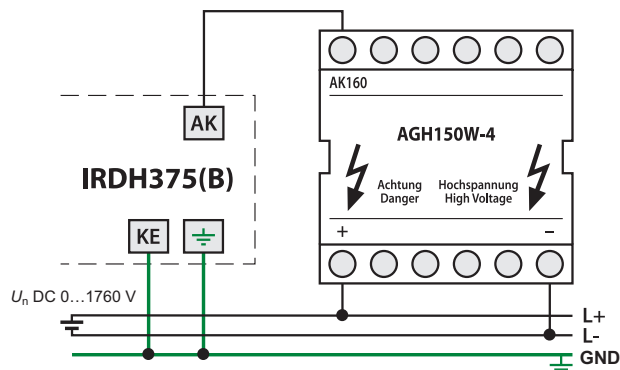 AK
AK160
AGH150W-4
IRDH375(B)
Achtung
Danger
Hochspannung
High Voltage
KE
+
–
Un DC 0…1760 V
L+
L-
GND